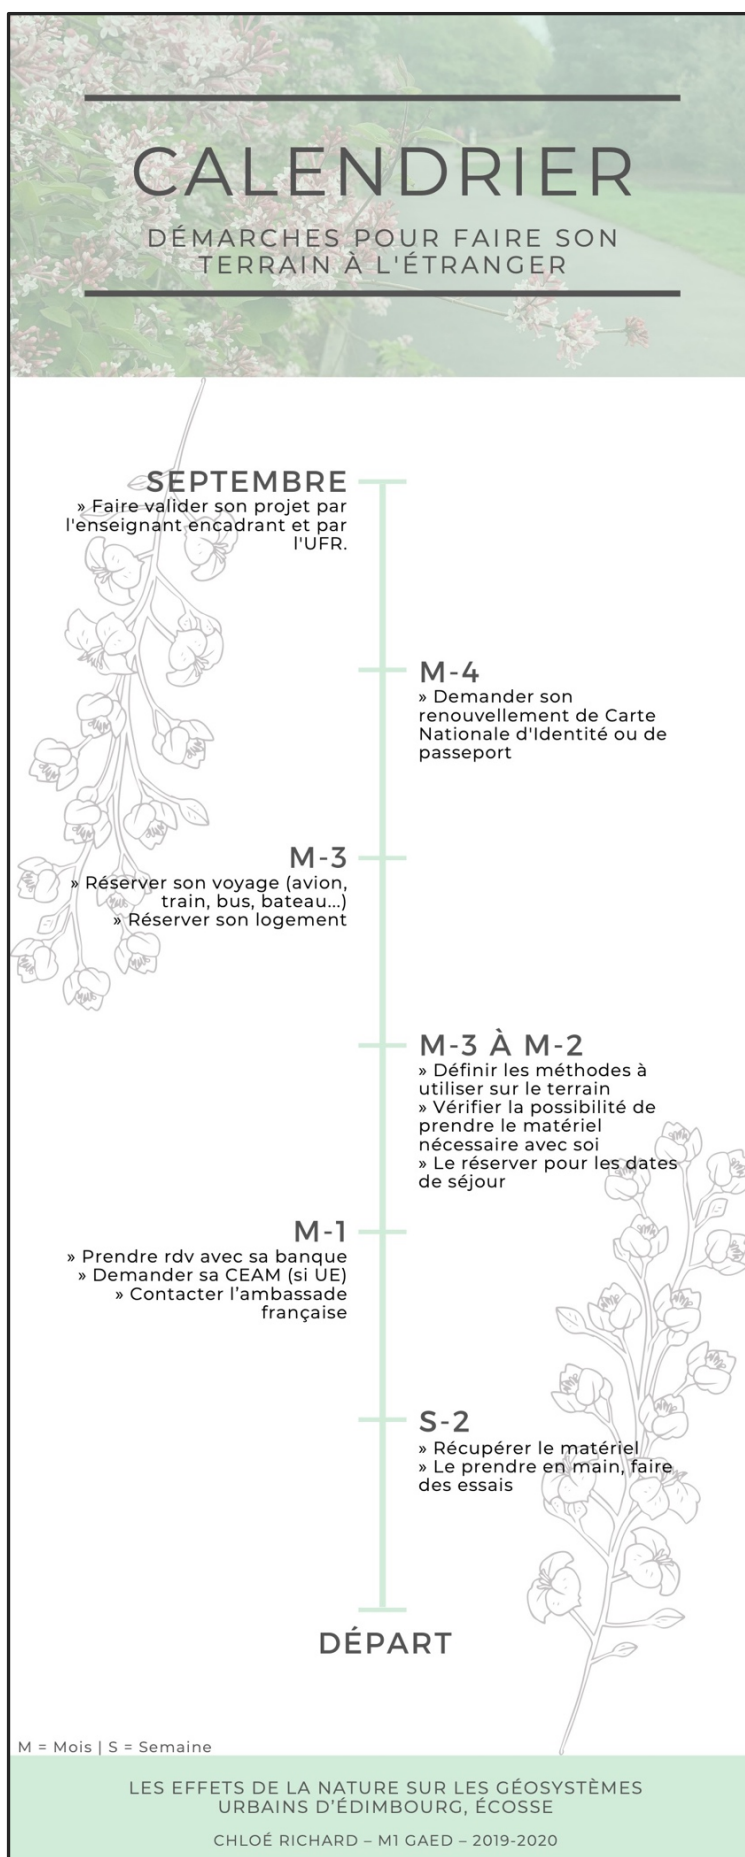 CALENDRIER
DÉMARCHES POUR FAIRE SON
TERRAIN À L'ÉTRANGER
SEPTEMBRE
» Faire valider son projet par
l'enseignant encadrant et par
l'UFR.
M-4
» Demander son
renouvellement de Carte
Nationale d'Identité ou de
passeport
M-3
» Réserver son voyage (avion,
train, bus, bateau...)
» Réserver son logement
M-3 À M-2
» Définir les méthodes à
utiliser sur le terrain
» Vérifier la possibilité de
prendre le matériel
nécessaire avec soi
» Le réserver pour les dates
de séjour
M-1
» Prendre rdv avec sa banque
» Demander sa CEAM (si UE)
» Contacter l’ambassade
française
S-2
» Récupérer le matériel
» Le prendre en main, faire
des essais
DÉPART
M = Mois | S = Semaine
LES EFFETS DE LA NATURE SUR LES GÉOSYSTÈMES
URBAINS D’ÉDIMBOURG, ÉCOSSE
CHLOÉ RICHARD – M1 GAED – 2019-2020